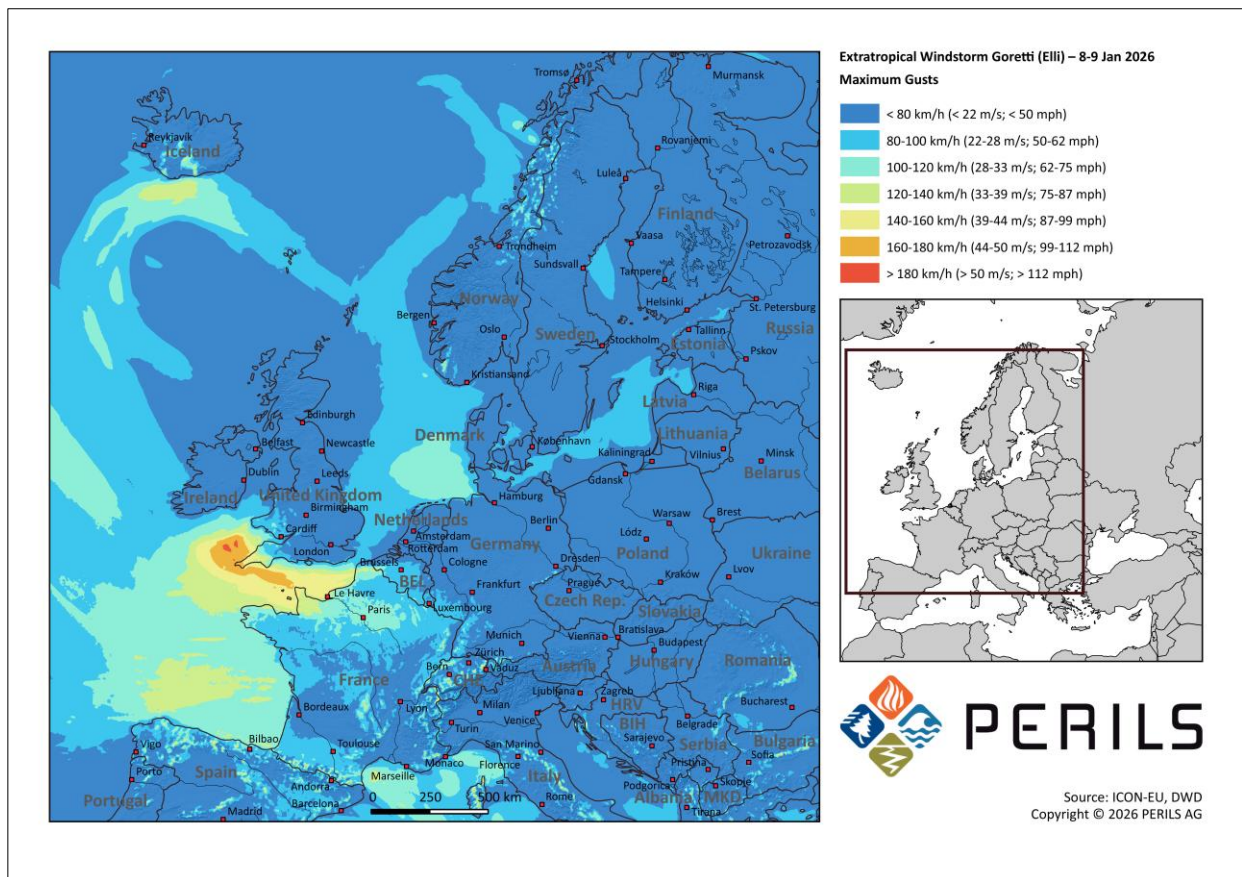 Extratropical Windstorm Goretti (Elli) – 8-9 Jan 2026
Maximum Gusts
< 80 km/h (< 22 m/s; < 50 mph)
80-100 km/h (22-28 m/s; 50-62 mph)
100-120 km/h (28-33 m/s; 62-75 mph)
120-140 km/h (33-39 m/s; 75-87 mph)
140-160 km/h (39-44 m/s; 87-99 mph)
160-180 km/h (44-50 m/s; 99-112 mph)
> 180 km/h (> 50 m/s; > 112 mph)
Tromsø
Murmansk
Reykjavík
Iceland
Rovaniemi
Luleå
Finland
Vaasa
Petrozavodsk
Trondheim
Sundsvall
Tampere
Norway
Helsinki
St. Petersburg
Bergen
Oslo
Sweden
Stockholm
Tallinn
Estonia
Russia
Pskov
Kristiansand
Riga
Latvia
Edinburgh
Denmark
København
Lithuania
Belfast
Newcastle
Kaliningrad
Vilnius
Minsk
Belarus
Dublin
Leeds
Gdansk
Ireland
United Kingdom
Hamburg
Birmingham
Netherlands
Warsaw
Brest
Cardiff
Amsterdam
Berlin
Łódz
London
Rotterdam
Germany
Poland
Ukraine
Brussels
Cologne
Dresden
BEL
Prague
Kraków
Lvov
Le Havre
Frankfurt
Czech Rep.
Paris
Luxembourg
Slovakia
Munich
Vienna
Bratislava
Zürich
Budapest
Bern
Vaduz
Austria
Hungary
Romania
France
CHE
Ljubljana
Zagreb
Lyon
Milan
Venice
HRV
Bucharest
Bordeaux
Turin
BIH
Belgrade
Bilbao
Toulouse
San Marino
Sarajevo
Serbia
Bulgaria
Vigo
Monaco
Florence
Pristina
Sofia
Porto
Spain
Marseille
Italy
Podgorica
Skopje
Andorra
Portugal
Barcelona
Rome
Albania
MKD
Madrid
Tirana
0 250 500 km
PERILS
Source: ICON-EU, DWD
Copyright © 2026 PERILS AG